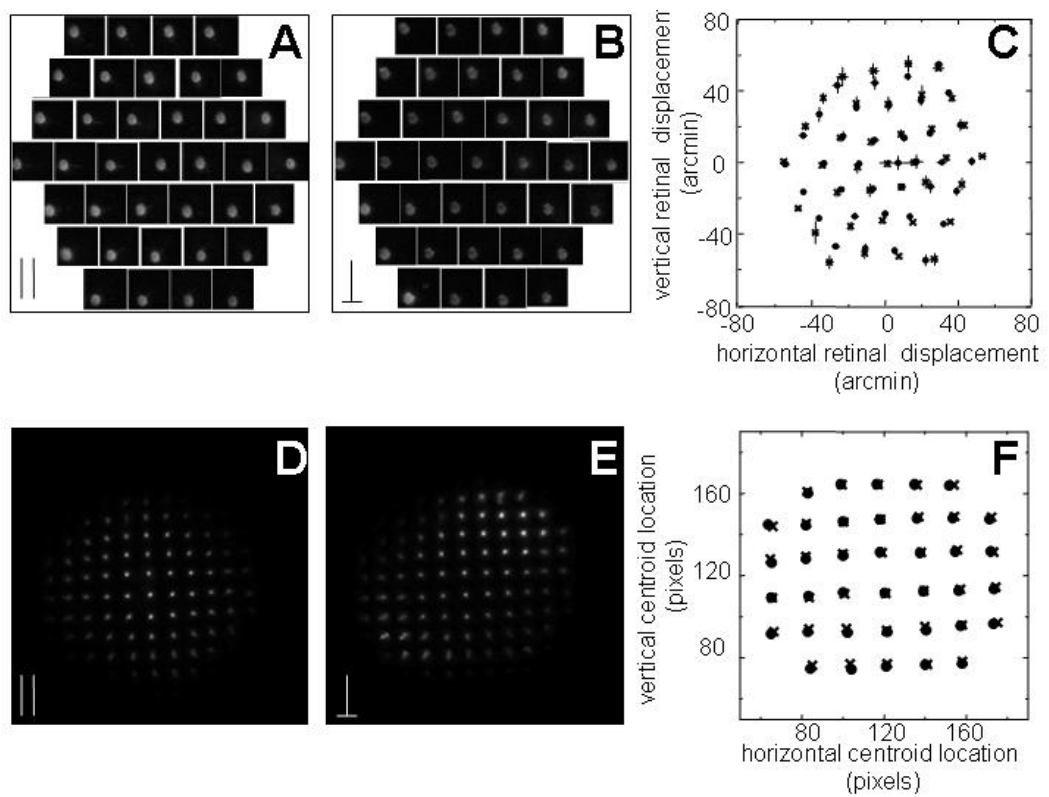 A
B
C
vertical retinal displacement
(arcmin)
80
40
0
-40
-80
-80 -40 0 40 80
horizontal retinal displacement
(arcmin)
D
E
F
vertical centroid location
(pixels)
160
120
80
80 120 160
horizontal centroid location
(pixels)